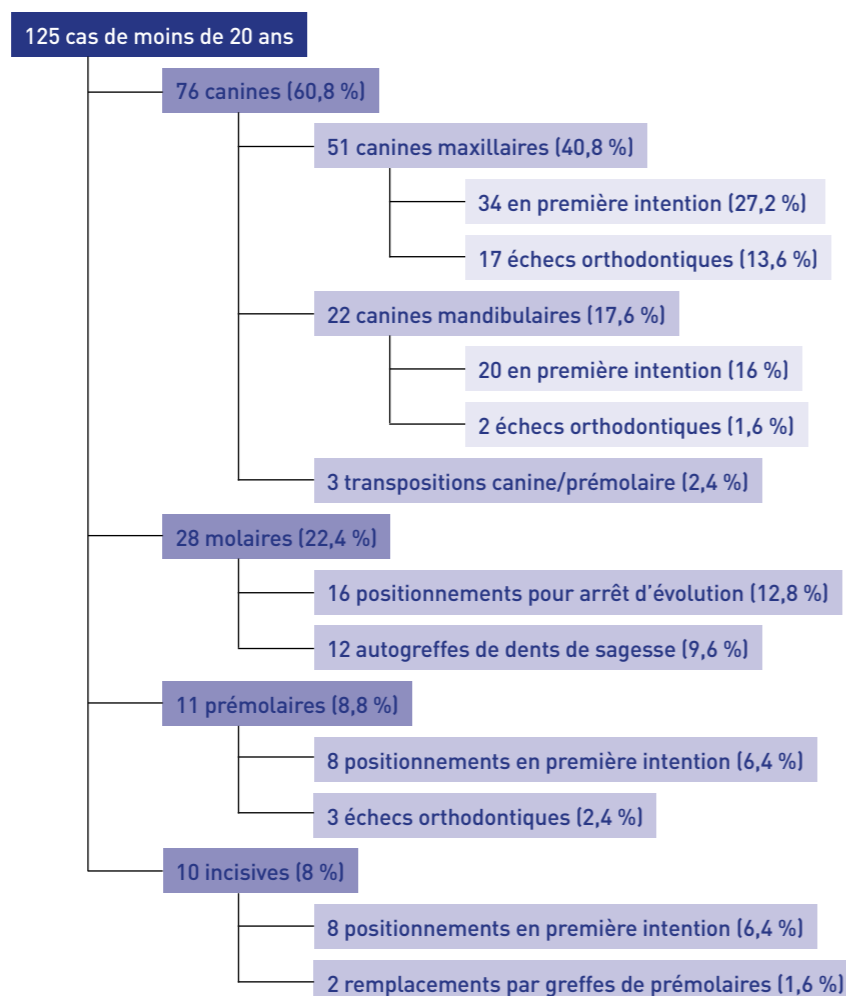 125 cas de moins de 20 ans
76 canines (60,8 %)
51 canines maxillaires (40,8 %)
34 en première intention (27,2 %)
17 échecs orthodontiques (13,6 %)
22 canines mandibulaires (17,6 %)
20 en première intention (16 %)
2 échecs orthodontiques (1,6 %)
3 transpositions canine/prémolaire (2,4 %)
28 molaires (22,4 %)
16 positionnements pour arrêt d’évolution (12,8 %)
12 autogreffes de dents de sagesse (9,6 %)
11 prémolaires (8,8 %)
8 positionnements en première intention (6,4 %)
3 échecs orthodontiques (2,4 %)
10 incisives (8 %)
8 positionnements en première intention (6,4 %)
2 remplacements par greffes de prémolaires (1,6 %)